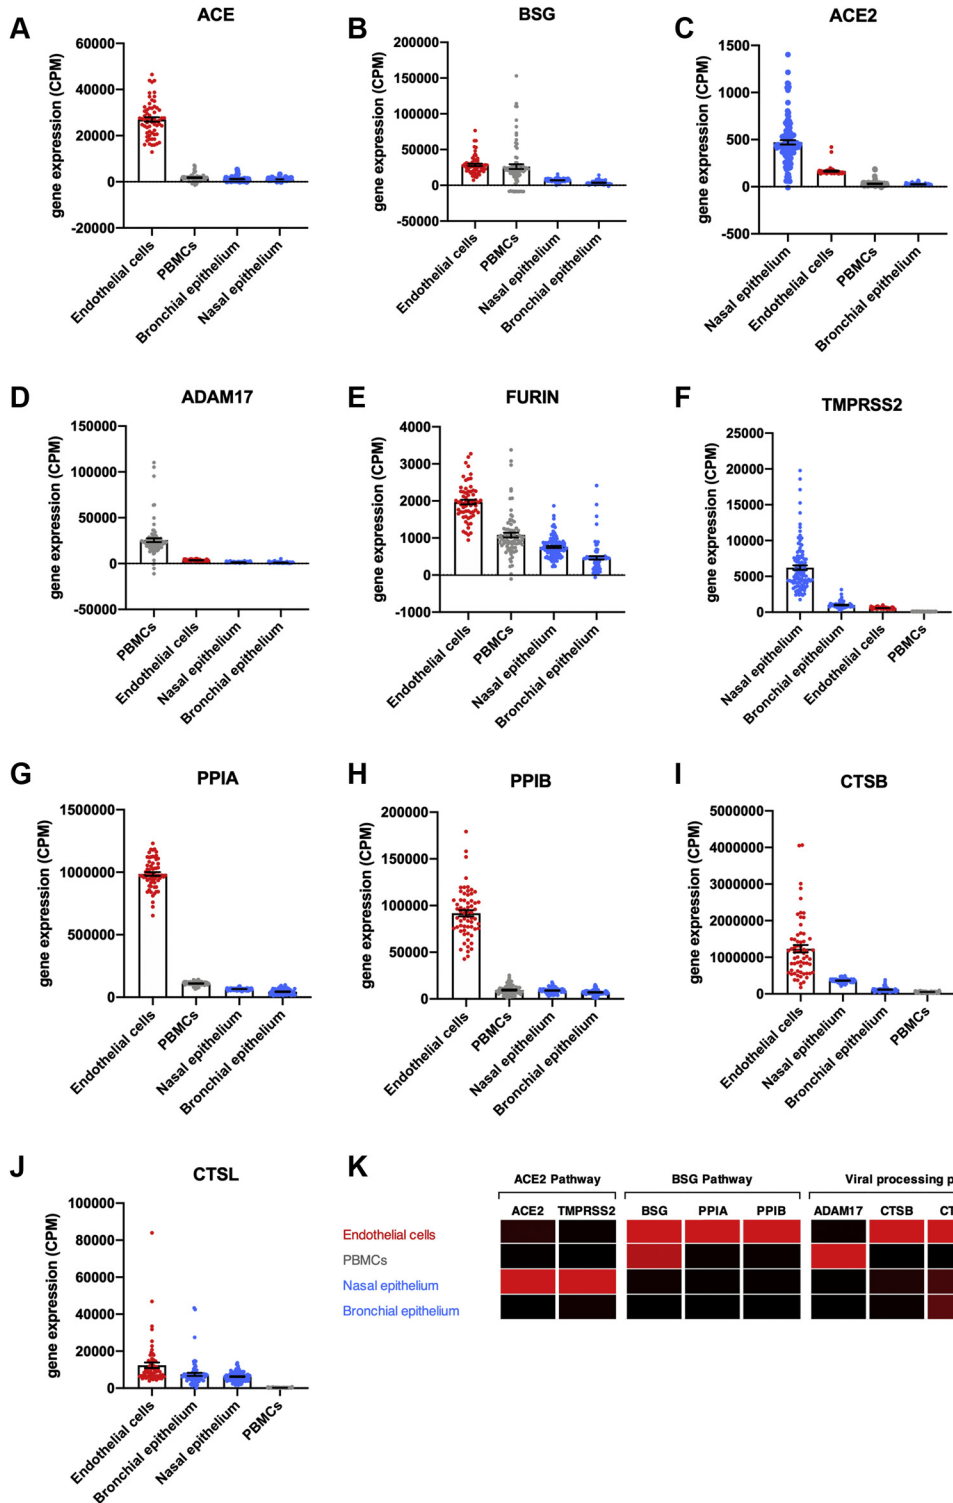 A
ACE
gene expression (CPM)
60000
40000
20000
0
-20000
Endothelial cells
PBMCs
Bronchial epithelium
Nasal epithelium
B
BSG
gene expression (CPM)
200000
150000
100000
50000
0
-50000
Endothelial cells
PBMCs
Nasal epithelium
Bronchial epithelium
C
ACE2
gene expression (CPM)
1500
1000
500
0
-500
Nasal epithelium
Endothelial cells
PBMCs
Bronchial epithelium
D
ADAM17
gene expression (CPM)
150000
100000
50000
0
-50000
PBMCs
Endothelial cells
Nasal epithelium
Bronchial epithelium
E
FURIN
gene expression (CPM)
4000
3000
2000
1000
0
-1000
Endothelial cells
PBMCs
Nasal epithelium
Bronchial epithelium
F
TMPRSS2
gene expression (CPM)
25000
20000
15000
10000
5000
0
Nasal epithelium
Bronchial epithelium
Endothelial cells
PBMCs
G
PPIA
gene expression (CPM)
1500000
1000000
500000
0
Endothelial cells
PBMCs
Nasal epithelium
Bronchial epithelium
H
PPIB
gene expression (CPM)
200000
150000
100000
50000
0
Endothelial cells
PBMCs
Nasal epithelium
Bronchial epithelium
I
CTSB
gene expression (CPM)
5000000
4000000
3000000
2000000
1000000
0
Endothelial cells
Nasal epithelium
Bronchial epithelium
PBMCs
J
CTSL
gene expression (CPM)
100000
80000
60000
40000
20000
0
Endothelial cells
Bronchial epithelium
Nasal epithelium
PBMCs
K
ACE2 Pathway
BSG Pathway
Viral processing p
ACE2
TMPRSS2
BSG
PPIA
PPIB
ADAM17
CTSB
CT
Endothelial cells
PBMCs
Nasal epithelium
Bronchial epithelium